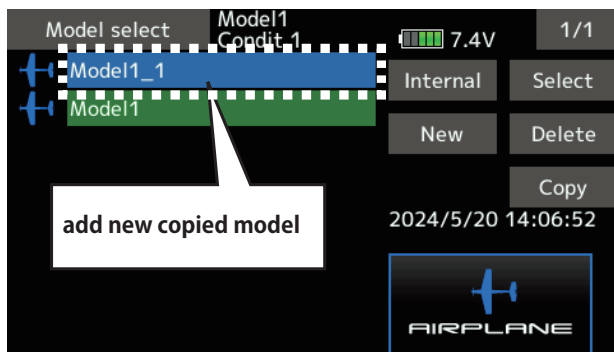 Model select
Model1
Condit 1
7.4V
1/1
Model1_1
Internal
Select
Model1
New
Delete
Copy
add new copied model
2024/5/20 14:06:52
AIRPLANE